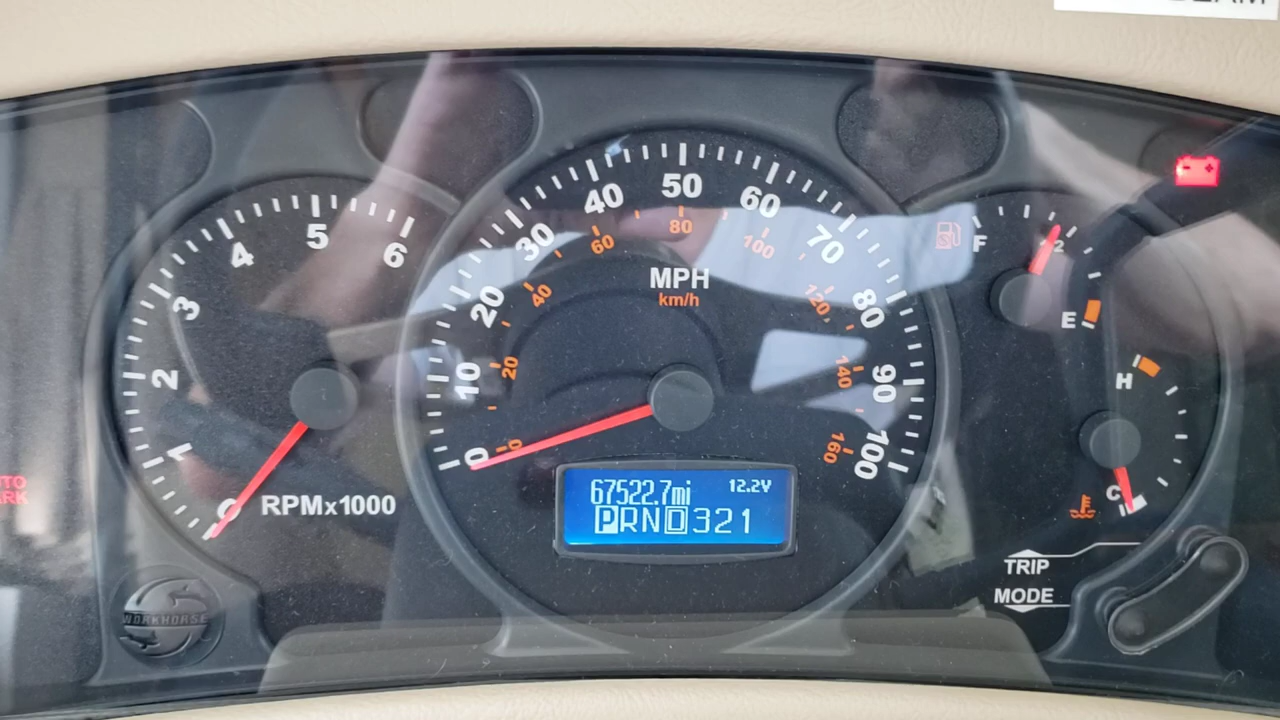 0 1 2 3 4 5 6
RPMx1000
0 10 20 30 40 50 60 70 80 90 100
0 20 40 60 80 100 120 140 160
MPH
km/h
67522.7mi 12.2V
PRND321
F
E
H
C
TRIP
MODE
WORKHORSE